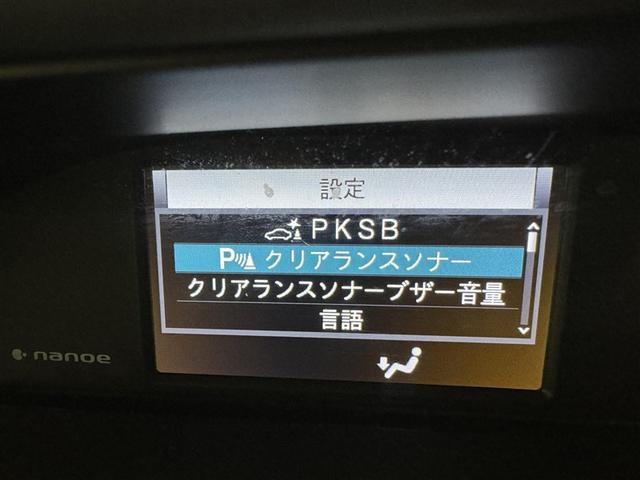 設定
PKSB
P クリアランスソナー
クリアランスソナーブザー音量
言語
nanoe